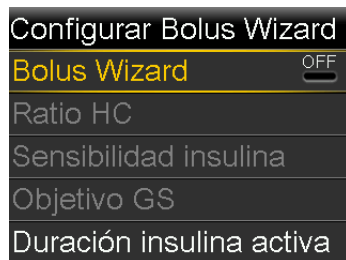 Configurar Bolus Wizard
Bolus Wizard OFF
Ratio HC
Sensibilidad insulina
Objetivo GS
Duración insulina activa